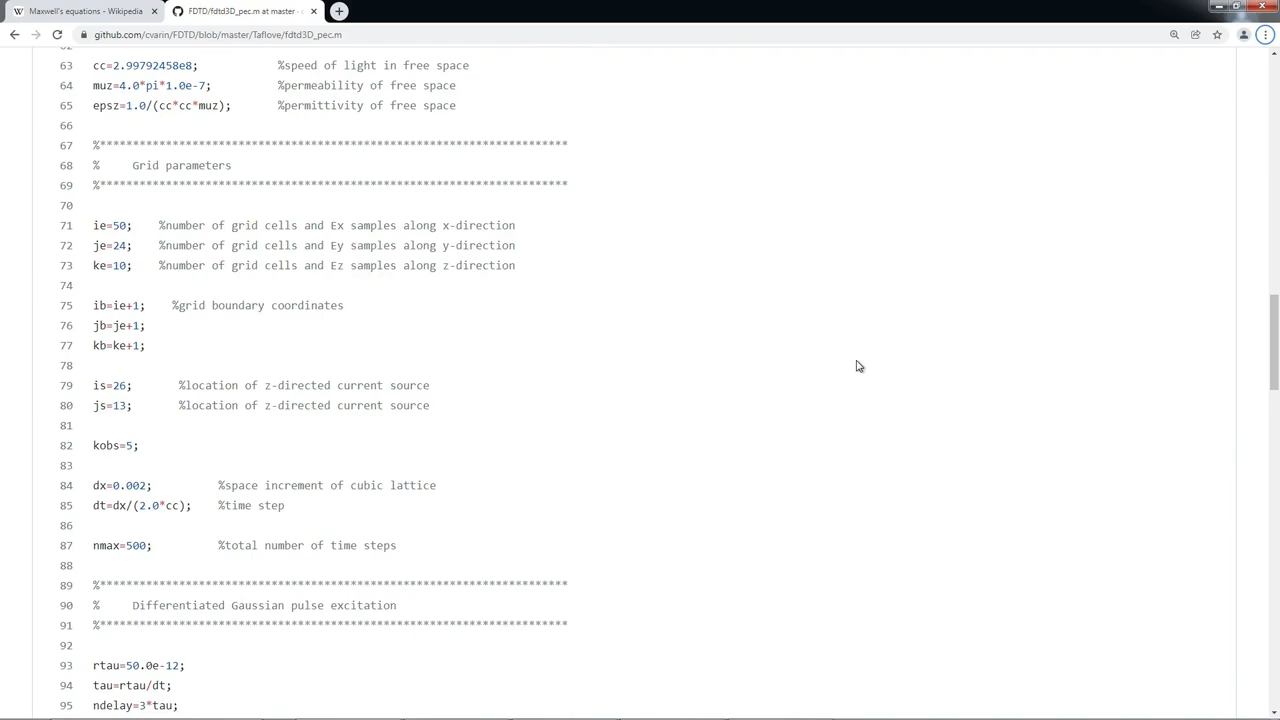 Maxwell's equations - Wikipedia
FDTD/fdtd3D_pec.m at master · c
github.com/cvarin/FDTD/blob/master/Taflove/fdtd3D_pec.m
63 cc=2.99792458e8; %speed of light in free space
64 muz=4.0*pi*1.0e-7; %permeability of free space
65 epsz=1.0/(cc*cc*muz); %permittivity of free space
66
67 %***********************************************************************
68 % Grid parameters
69 %***********************************************************************
70
71 ie=50; %number of grid cells and Ex samples along x-direction
72 je=24; %number of grid cells and Ey samples along y-direction
73 ke=10; %number of grid cells and Ez samples along z-direction
74
75 ib=ie+1; %grid boundary coordinates
76 jb=je+1;
77 kb=ke+1;
78
79 is=26; %location of z-directed current source
80 js=13; %location of z-directed current source
81
82 kobs=5;
83
84 dx=0.002; %space increment of cubic lattice
85 dt=dx/(2.0*cc); %time step
86
87 nmax=500; %total number of time steps
88
89 %***********************************************************************
90 % Differentiated Gaussian pulse excitation
91 %***********************************************************************
92
93 rtau=50.0e-12;
94 tau=rtau/dt;
95 ndelay=3*tau;